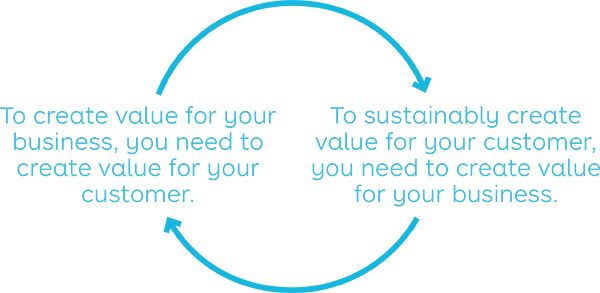 To create value for your
business, you need to
create value for your
customer.
To sustainably create
value for your customer,
you need to create value
for your business.